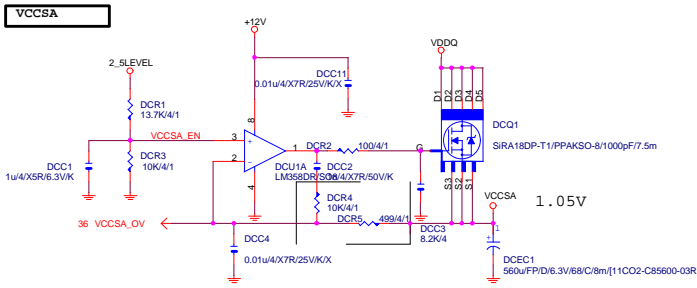 VCCSA
+12V
VDDQ
2_5LEVEL
DCC11
0.01u/4/X7R/25V/K/X
D1
D2
D3
D4
D5
DCR1
13.7K/4/1
DCQ1
SiRA18DP-T1/PPAKSO-8/1000pF/7.5m
VCCSA_EN
8
3
+
1
DCR2
100/4/1
G
2
-
DCC1
1u/4/X5R/6.3V/K
DCR3
10K/4/1
DCU1A
LM358DR/SO8
DCC2
1n/4/X7R/50V/K
4
S3
S2
S1
DCR4
10K/4/1
VCCSA
1.05V
36 VCCSA_OV
DCR5
499/4/1
DCC3
8.2K/4
1
+
DCC4
0.01u/4/X7R/25V/K/X
DCEC1
560u/FP/D/6.3V/68/C/8m/[11CO2-C85600-03R